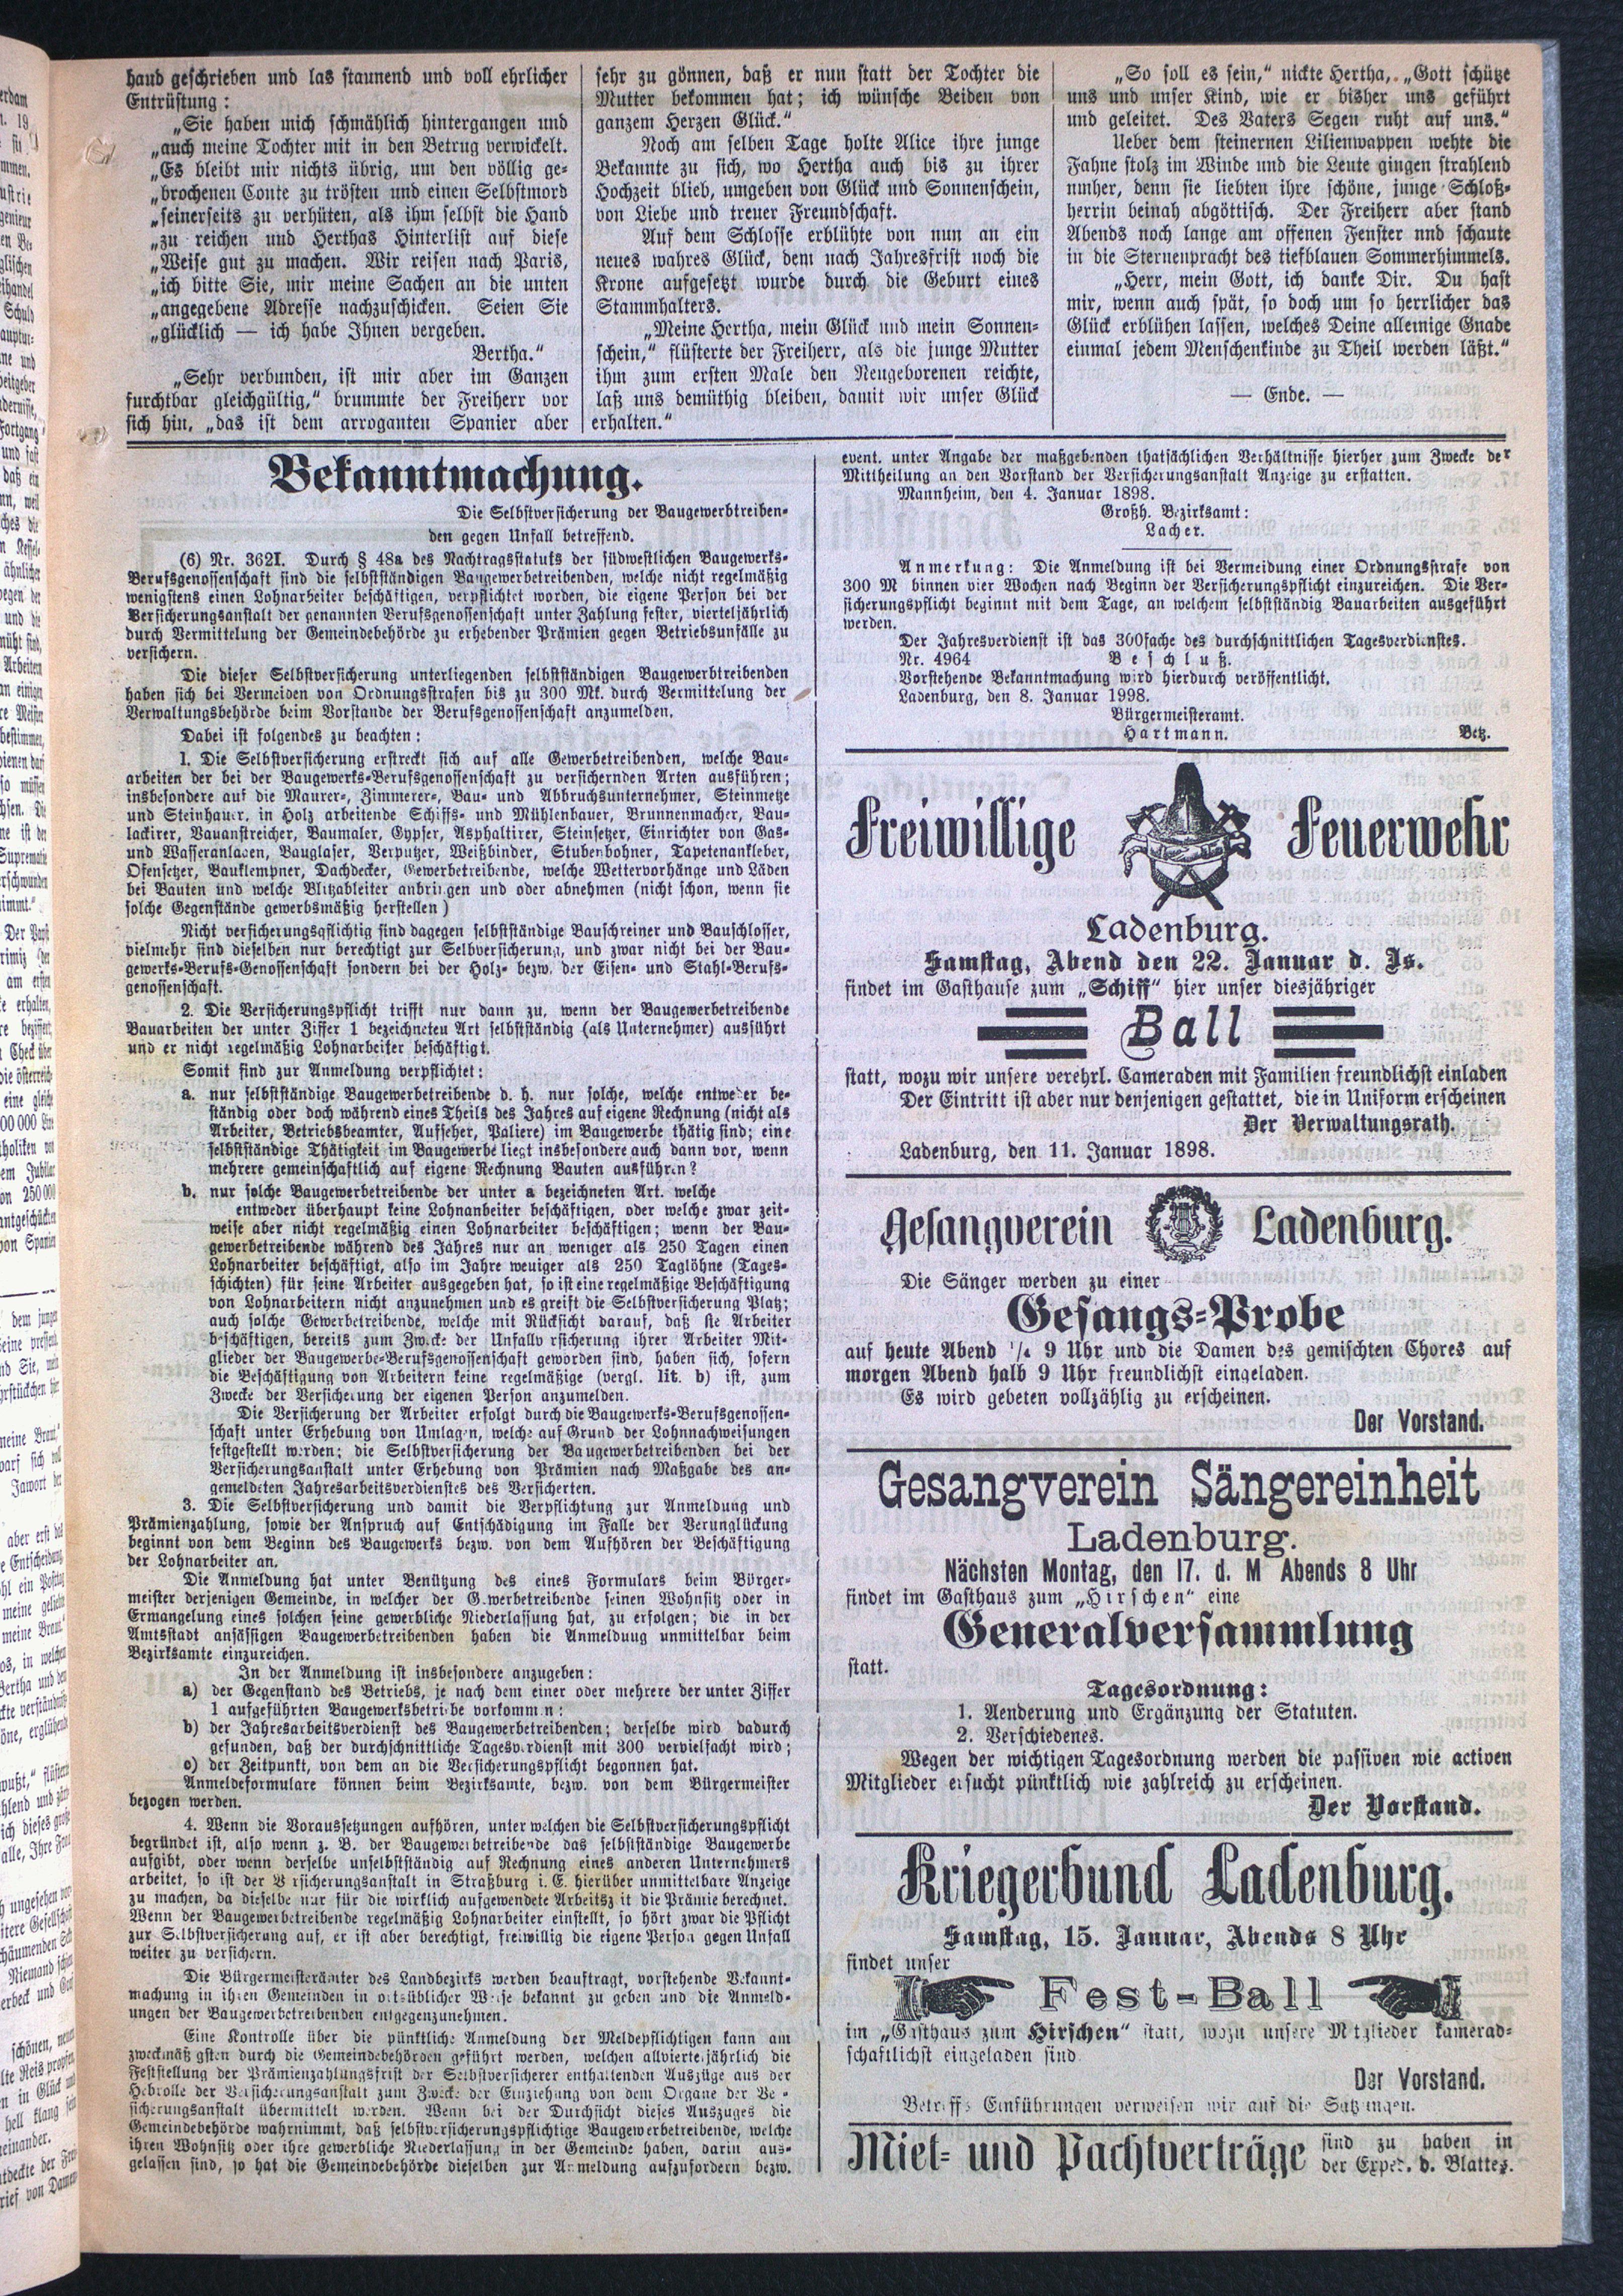 hand geschrieben und las staunend und voll ehrlicher
Entrüstung:
„Sie haben mich schmählich hintergangen und
„auch meine Tochter mit in den Betrug verwickelt.
„Es bleibt mir nichts übrig, um den völlig ge-
„brochenen Conte zu trösten und einen Selbstmord
„seinerseits zu verhüten, als ihm selbst die Hand
„zu reichen und Herthas Hinterlist auf diese
„Weise gut zu machen. Wir reisen nach Paris,
„ich bitte Sie, mir meine Sachen an die unten
„angegebene Adresse nachzuschicken. Seien Sie
„glücklich — ich habe Ihnen vergeben.
Bertha.“
„Sehr verbunden, ist mir aber im Ganzen
furchtbar gleichgültig,“ brummte der Freiherr vor
sich hin, „das ist dem arroganten Spanier aber
sehr zu gönnen, daß er nun statt der Tochter die
Mutter bekommen hat; ich wünsche Beiden von
ganzem Herzen Glück.“
Noch am selben Tage holte Alice ihre junge
Bekannte zu sich, wo Hertha auch bis zu ihrer
Hochzeit blieb, umgeben von Glück und Sonnenschein,
von Liebe und treuer Freundschaft.
Auf dem Schlosse erblühte von nun an ein
neues wahres Glück, dem nach Jahresfrist noch die
Krone aufgesetzt wurde durch die Geburt eines
Stammhalters.
„Meine Hertha, mein Glück und mein Sonnen-
schein,“ flüsterte der Freiherr, als die junge Mutter
ihm zum ersten Male den Neugeborenen reichte,
laß uns demüthig bleiben, damit wir unser Glück
erhalten.“
„So soll es sein,“ nickte Hertha, „Gott schütze
uns und unser Kind, wie er bisher uns geführt
und geleitet. Des Vaters Segen ruht auf uns.“
Ueber dem steinernen Lilienwappen wehte die
Fahne stolz im Winde und die Leute gingen strahlend
umher, denn sie liebten ihre schöne, junge Schloß-
herrin beinah abgöttisch. Der Freiherr aber stand
Abends noch lange am offenen Fenster und schaute
in die Sternenpracht des tiefblauen Sommerhimmels.
„Herr, mein Gott, ich danke Dir. Du hast
mir, wenn auch spät, so doch um so herrlicher das
Glück erblühen lassen, welches Deine alleinige Gnade
einmal jedem Menschenkinde zu Theil werden läßt.“
— Ende. —
Bekanntmachung.
Die Selbstversicherung der Baugewerbtreiben-
den gegen Unfall betreffend.
(6) Nr. 362I. Durch § 48a des Nachtragsstatuts der südwestlichen Baugewerks-
Berufsgenossenschaft sind die selbstständigen Baugewerbetreibenden, welche nicht regelmäßig
wenigstens einen Lohnarbeiter beschäftigen, verpflichtet worden, die eigene Person bei der
Versicherungsanstalt der genannten Berufsgenossenschaft unter Zahlung fester, vierteljährlich
durch Vermittelung der Gemeindebehörde zu erhebender Prämien gegen Betriebsunfälle zu
versichern.
Die dieser Selbstversicherung unterliegenden selbstständigen Baugewerbtreibenden
haben sich bei Vermeiden von Ordnungsstrafen bis zu 300 Mk. durch Vermittelung der
Verwaltungsbehörde beim Vorstande der Berufsgenossenschaft anzumelden.
Dabei ist folgendes zu beachten:
1. Die Selbstversicherung erstreckt sich auf alle Gewerbetreibenden, welche Bau-
arbeiten der bei der Baugewerks-Berufsgenossenschaft zu versichernden Arten ausführen;
insbesondere auf die Maurer-, Zimmerer-, Bau- und Abbruchsunternehmer, Steinmetze
und Steinhauer, in Holz arbeitende Schiffs- und Mühlenbauer, Brunnenmacher, Bau-
lackirer, Bauanstreicher, Baumaler, Gypser, Asphaltirer, Steinsetzer, Einrichter von Gas-
und Wasseranlagen, Bauglaser, Verputzer, Weißbinder, Stubenbohner, Tapetenankleber,
Ofensetzer, Bauklempner, Dachdecker, Gewerbetreibende, welche Wettervorhänge und Läden
bei Bauten und welche Blitzableiter anbringen und oder abnehmen (nicht schon, wenn sie
solche Gegenstände gewerbsmäßig herstellen)
Nicht versicherungspflichtig sind dagegen selbstständige Bauschreiner und Bauschlosser,
vielmehr sind dieselben nur berechtigt zur Selbversicherung, und zwar nicht bei der Bau-
gewerks-Berufs-Genossenschaft sondern bei der Holz- bezw. der Eisen- und Stahl-Berufs-
genossenschaft.
2. Die Versicherungspflicht trifft nur dann zu, wenn der Baugewerbetreibende
Bauarbeiten der unter Ziffer 1 bezeichneten Art selbstständig (als Unternehmer) ausführt
und er nicht regelmäßig Lohnarbeiter beschäftigt.
Somit sind zur Anmeldung verpflichtet:
a. nur selbstständige Baugewerbetreibende d. h. nur solche, welche entweder be-
ständig oder doch während eines Theils des Jahres auf eigene Rechnung (nicht als
Arbeiter, Betriebsbeamter, Aufseher, Paliere) im Baugewerbe thätig sind; eine
selbstständige Thätigkeit im Baugewerbe liegt insbesondere auch dann vor, wenn
mehrere gemeinschaftlich auf eigene Rechnung Bauten ausführen?
b. nur solche Baugewerbetreibende der unter a bezeichneten Art. welche
entweder überhaupt keine Lohnanbeiter beschäftigen, oder welche zwar zeit-
weise aber nicht regelmäßig einen Lohnarbeiter beschäftigen; wenn der Bau-
gewerbetreibende während des Jahres nur an weniger als 250 Tagen einen
Lohnarbeiter beschäftigt, also im Jahre weniger als 250 Taglöhne (Tages-
schichten) für seine Arbeiter ausgegeben hat, so ist eine regelmäßige Beschäftigung
von Lohnarbeitern nicht anzunehmen und es greift die Selbstversicherung Platz;
auch solche Gewerbetreibende, welche mit Rücksicht darauf, daß sie Arbeiter
beschäftigen, bereits zum Zwecke der Unfallv rsicherung ihrer Arbeiter Mit-
glieder der Baugewerbe-Berufsgenossenschaft geworden sind, haben sich, sofern
die Beschäftigung von Arbeitern keine regelmäßige (vergl. lit. b) ist, zum
Zwecke der Versicherung der eigenen Person anzumelden.
Die Versicherung der Arbeiter erfolgt durch die Baugewerks-Berufsgenossen-
schaft unter Erhebung von Umlagen, welche auf Grund der Lohnnachweisungen
festgestellt werden; die Selbstversicherung der Baugewerbetreibenden bei der
Versicherungsanstalt unter Erhebung von Prämien nach Maßgabe des an-
gemeldeten Jahresarbeitsverdienstes des Versicherten.
3. Die Selbstversicherung und damit die Verpflichtung zur Anmeldung und
Prämienzahlung, sowie der Anspruch auf Entschädigung im Falle der Verunglückung
beginnt von dem Beginn des Baugewerks bezw. von dem Aufhören der Beschäftigung
der Lohnarbeiter an.
Die Anmeldung hat unter Benützung des eines Formulars beim Bürger-
meister derjenigen Gemeinde, in welcher der Gewerbetreibende seinen Wohnsitz oder in
Ermangelung eines solchen seine gewerbliche Niederlassung hat, zu erfolgen; die in der
Amtsstadt ansässigen Baugewerbetreibenden haben die Anmeldung unmittelbar beim
Bezirksamte einzureichen.
In der Anmeldung ist insbesondere anzugeben:
a) der Gegenstand des Betriebs, je nach dem einer oder mehrere der unter Ziffer
1 aufgeführten Baugewerksbetriebe vorkommen:
b) der Jahresarbeitsverdienst des Baugewerbetreibenden; derselbe wird dadurch
gefunden, daß der durchschnittliche Tagesverdienst mit 300 vervielfacht wird;
c) der Zeitpunkt, von dem an die Versicherungspflicht begonnen hat.
Anmeldeformulare können beim Bezirksamte, bezw. von dem Bürgermeister
bezogen werden.
4. Wenn die Voraussetzungen aufhören, unter welchen die Selbstversicherungspflicht
begründet ist, also wenn z. B. der Baugewerbetreibende das selbstständige Baugewerbe
aufgibt, oder wenn derselbe unselbstständig auf Rechnung eines anderen Unternehmers
arbeitet, so ist der Versicherungsanstalt in Straßburg i. E. hierüber unmittelbare Anzeige
zu machen, da dieselbe nur für die wirklich aufgewendete Arbeitszeit die Prämie berechnet.
Wenn der Baugewerbetreibende regelmäßig Lohnarbeiter einstellt, so hört zwar die Pflicht
zur Selbstversicherung auf, er ist aber berechtigt, freiwillig die eigene Person gegen Unfall
weiter zu versichern.
Die Bürgermeisterämter des Landbezirks werden beauftragt, vorstehende Bekannt-
machung in ihren Gemeinden in ortsüblicher Weise bekannt zu geben und die Anmeld-
ungen der Baugewerbetreibenden entgegenzunehmen.
Eine Kontrolle über die pünktliche Anmeldung der Meldepflichtigen kann am
zweckmäßigsten durch die Gemeindebehörden geführt werden, welchen allvierteljährlich die
Feststellung der Prämienzahlungsfrist der Selbstversicherer enthaltenden Auszüge aus der
Hebrolle der Versicherungsanstalt zum Zwecke der Einziehung von dem Organe der Ve-
sicherungsanstalt übermittelt werden. Wenn bei der Durchsicht dieses Auszuges die
Gemeindebehörde wahrnimmt, daß selbstversicherungspflichtige Baugewerbetreibende, welche
ihren Wohnsitz oder ihre gewerbliche Niederlassung in der Gemeinde haben, darin aus-
gelassen sind, so hat die Gemeindebehörde dieselben zur Anmeldung aufzufordern bezw.
event. unter Angabe der maßgebenden thatsächlichen Verhältnisse hierher zum Zwecke der
Mittheilung an den Vorstand der Versicherungsanstalt Anzeige zu erstatten.
Mannheim, den 4. Januar 1898.
Großh. Bezirksamt:
Lacher.
Anmerkung: Die Anmeldung ist bei Vermeidung einer Ordnungsstrafe von
300 M binnen vier Wochen nach Beginn der Versicherungspflicht einzureichen. Die Ver-
sicherungspflicht beginnt mit dem Tage, an welchem selbstständig Bauarbeiten ausgeführt
werden.
Der Jahresverdienst ist das 300fache des durchschnittlichen Tagesverdienstes.
Nr. 4964 Beschluß.
Vorstehende Bekanntmachung wird hierdurch veröffentlicht.
Ladenburg, den 8. Januar 1998.
Bürgermeisteramt.
Hartmann. Betz.
Freiwillige Feuerwehr
Ladenburg.
Samstag, Abend den 22. Januar d. Js.
findet im Gasthause zum „Schiff“ hier unser diesjähriger
Ball
statt, wozu wir unsere verehrl. Cameraden mit Familien freundlichst einladen
Der Eintritt ist aber nur denjenigen gestattet, die in Uniform erscheinen
Der Verwaltungsrath.
Ladenburg, den 11. Januar 1898.
Gesangverein Ladenburg.
Die Sänger werden zu einer
Gesangs-Probe
auf heute Abend 1/4 9 Uhr und die Damen des gemischten Chores auf
morgen Abend halb 9 Uhr freundlichst eingeladen.
Es wird gebeten vollzählig zu erscheinen.
Der Vorstand.
Gesangverein Sängereinheit
Ladenburg.
Nächsten Montag, den 17. d. M Abends 8 Uhr
findet im Gasthaus zum „Hirschen“ eine
Generalversammlung
statt.
Tagesordnung:
1. Aenderung und Ergänzung der Statuten.
2. Verschiedenes.
Wegen der wichtigen Tagesordnung werden die passiven wie activen
Mitglieder ersucht pünktlich wie zahlreich zu erscheinen.
Der Vorstand.
Kriegerbund Ladenburg.
Samstag, 15. Januar, Abends 8 Uhr
findet unser
Fest-Ball
im „Gasthaus zum Hirschen“ statt, wozu unsere Mitglieder kamerad-
schaftlichst eingeladen sind
Der Vorstand.
Betreffs Einführungen verweisen wir auf die Satzungen.
Miet- und Pachtverträge sind zu haben in
der Exped. d. Blattes.